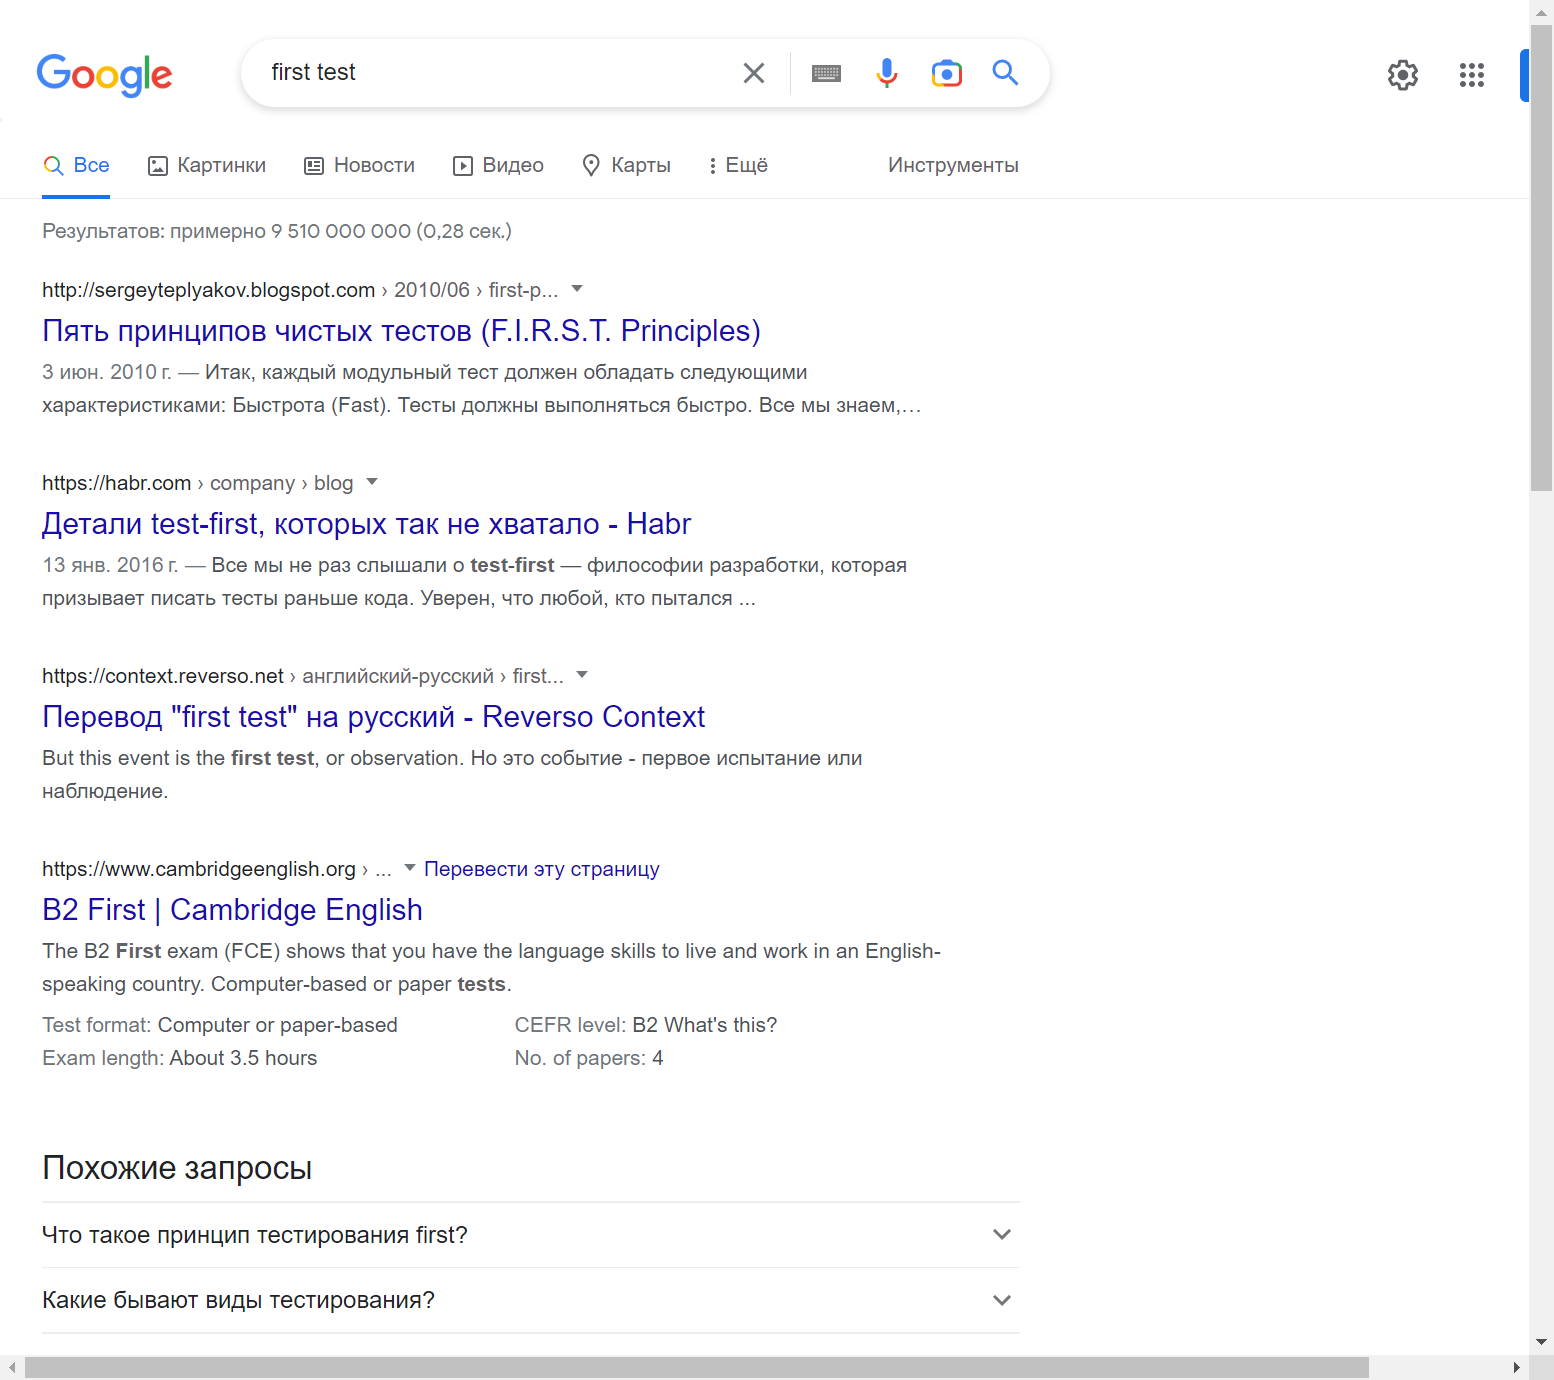 Google
first test
Все Картинки Новости Видео Карты Ещё Инструменты
Результатов: примерно 9 510 000 000 (0,28 сек.)
http://sergeyteplyakov.blogspot.com › 2010/06 › first-p...
Пять принципов чистых тестов (F.I.R.S.T. Principles)
3 июн. 2010 г. — Итак, каждый модульный тест должен обладать следующими
характеристиками: Быстрота (Fast). Тесты должны выполняться быстро. Все мы знаем,…
https://habr.com › company › blog
Детали test-first, которых так не хватало - Habr
13 янв. 2016 г. — Все мы не раз слышали о test-first — философии разработки, которая
призывает писать тесты раньше кода. Уверен, что любой, кто пытался ...
https://context.reverso.net › английский-русский › first...
Перевод "first test" на русский - Reverso Context
But this event is the first test, or observation. Но это событие - первое испытание или
наблюдение.
https://www.cambridgeenglish.org › ... Перевести эту страницу
B2 First | Cambridge English
The B2 First exam (FCE) shows that you have the language skills to live and work in an English-
speaking country. Computer-based or paper tests.
Test format: Computer or paper-based CEFR level: B2 What's this?
Exam length: About 3.5 hours No. of papers: 4
Похожие запросы
Что такое принцип тестирования first?
Какие бывают виды тестирования?